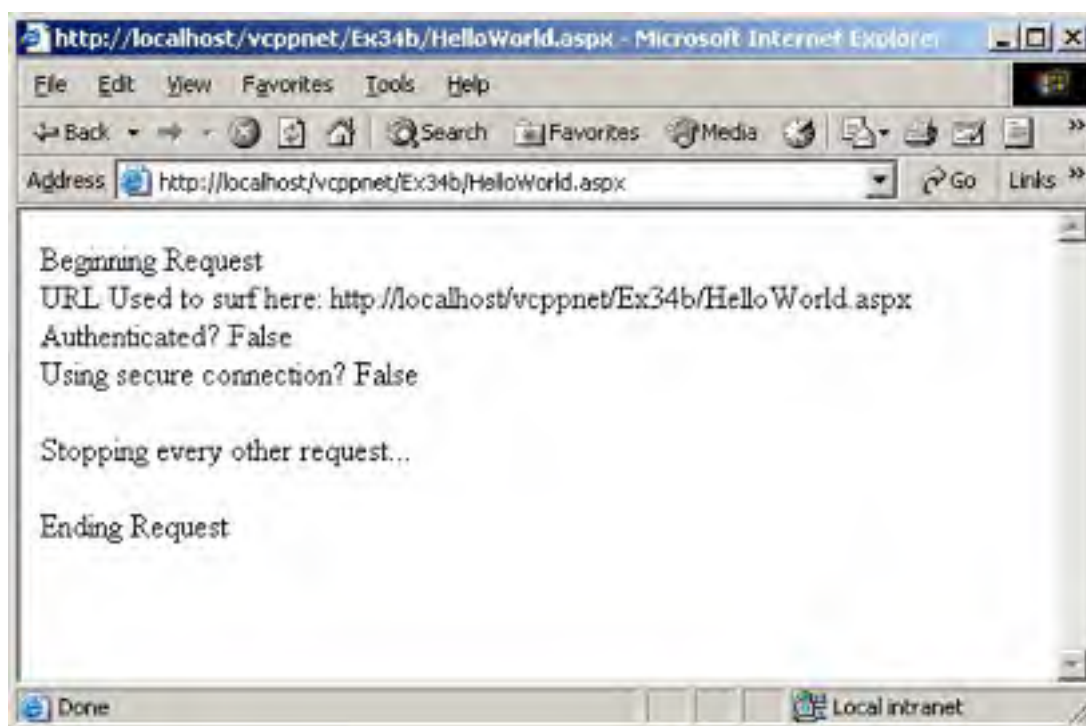 http://localhost/vcppnet/Ex34b/HelloWorld.aspx - Microsoft Internet Explorer
File Edit View Favorites Tools Help
Back Search Favorites Media
Address http://localhost/vcppnet/Ex34b/HelloWorld.aspx Go Links
Beginning Request
URL Used to surf here: http://localhost/vcppnet/Ex34b/HelloWorld.aspx
Authenticated? False
Using secure connection? False
Stopping every other request...
Ending Request
Done Local intranet